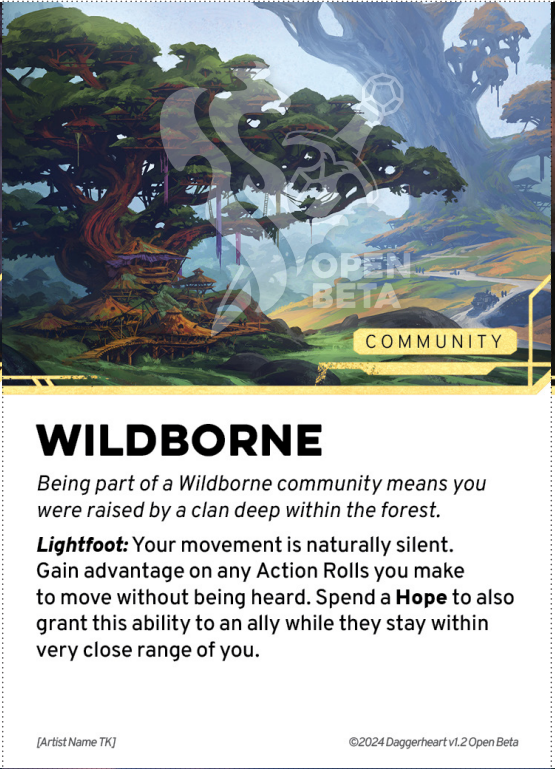 OPEN
BETA
COMMUNITY
WILDBORNE
Being part of a Wildborne community means you
were raised by a clan deep within the forest.
Lightfoot: Your movement is naturally silent.
Gain advantage on any Action Rolls you make
to move without being heard. Spend a Hope to also
grant this ability to an ally while they stay within
very close range of you.
[Artist Name TK]
©2024 Daggerheart v1.2 Open Beta